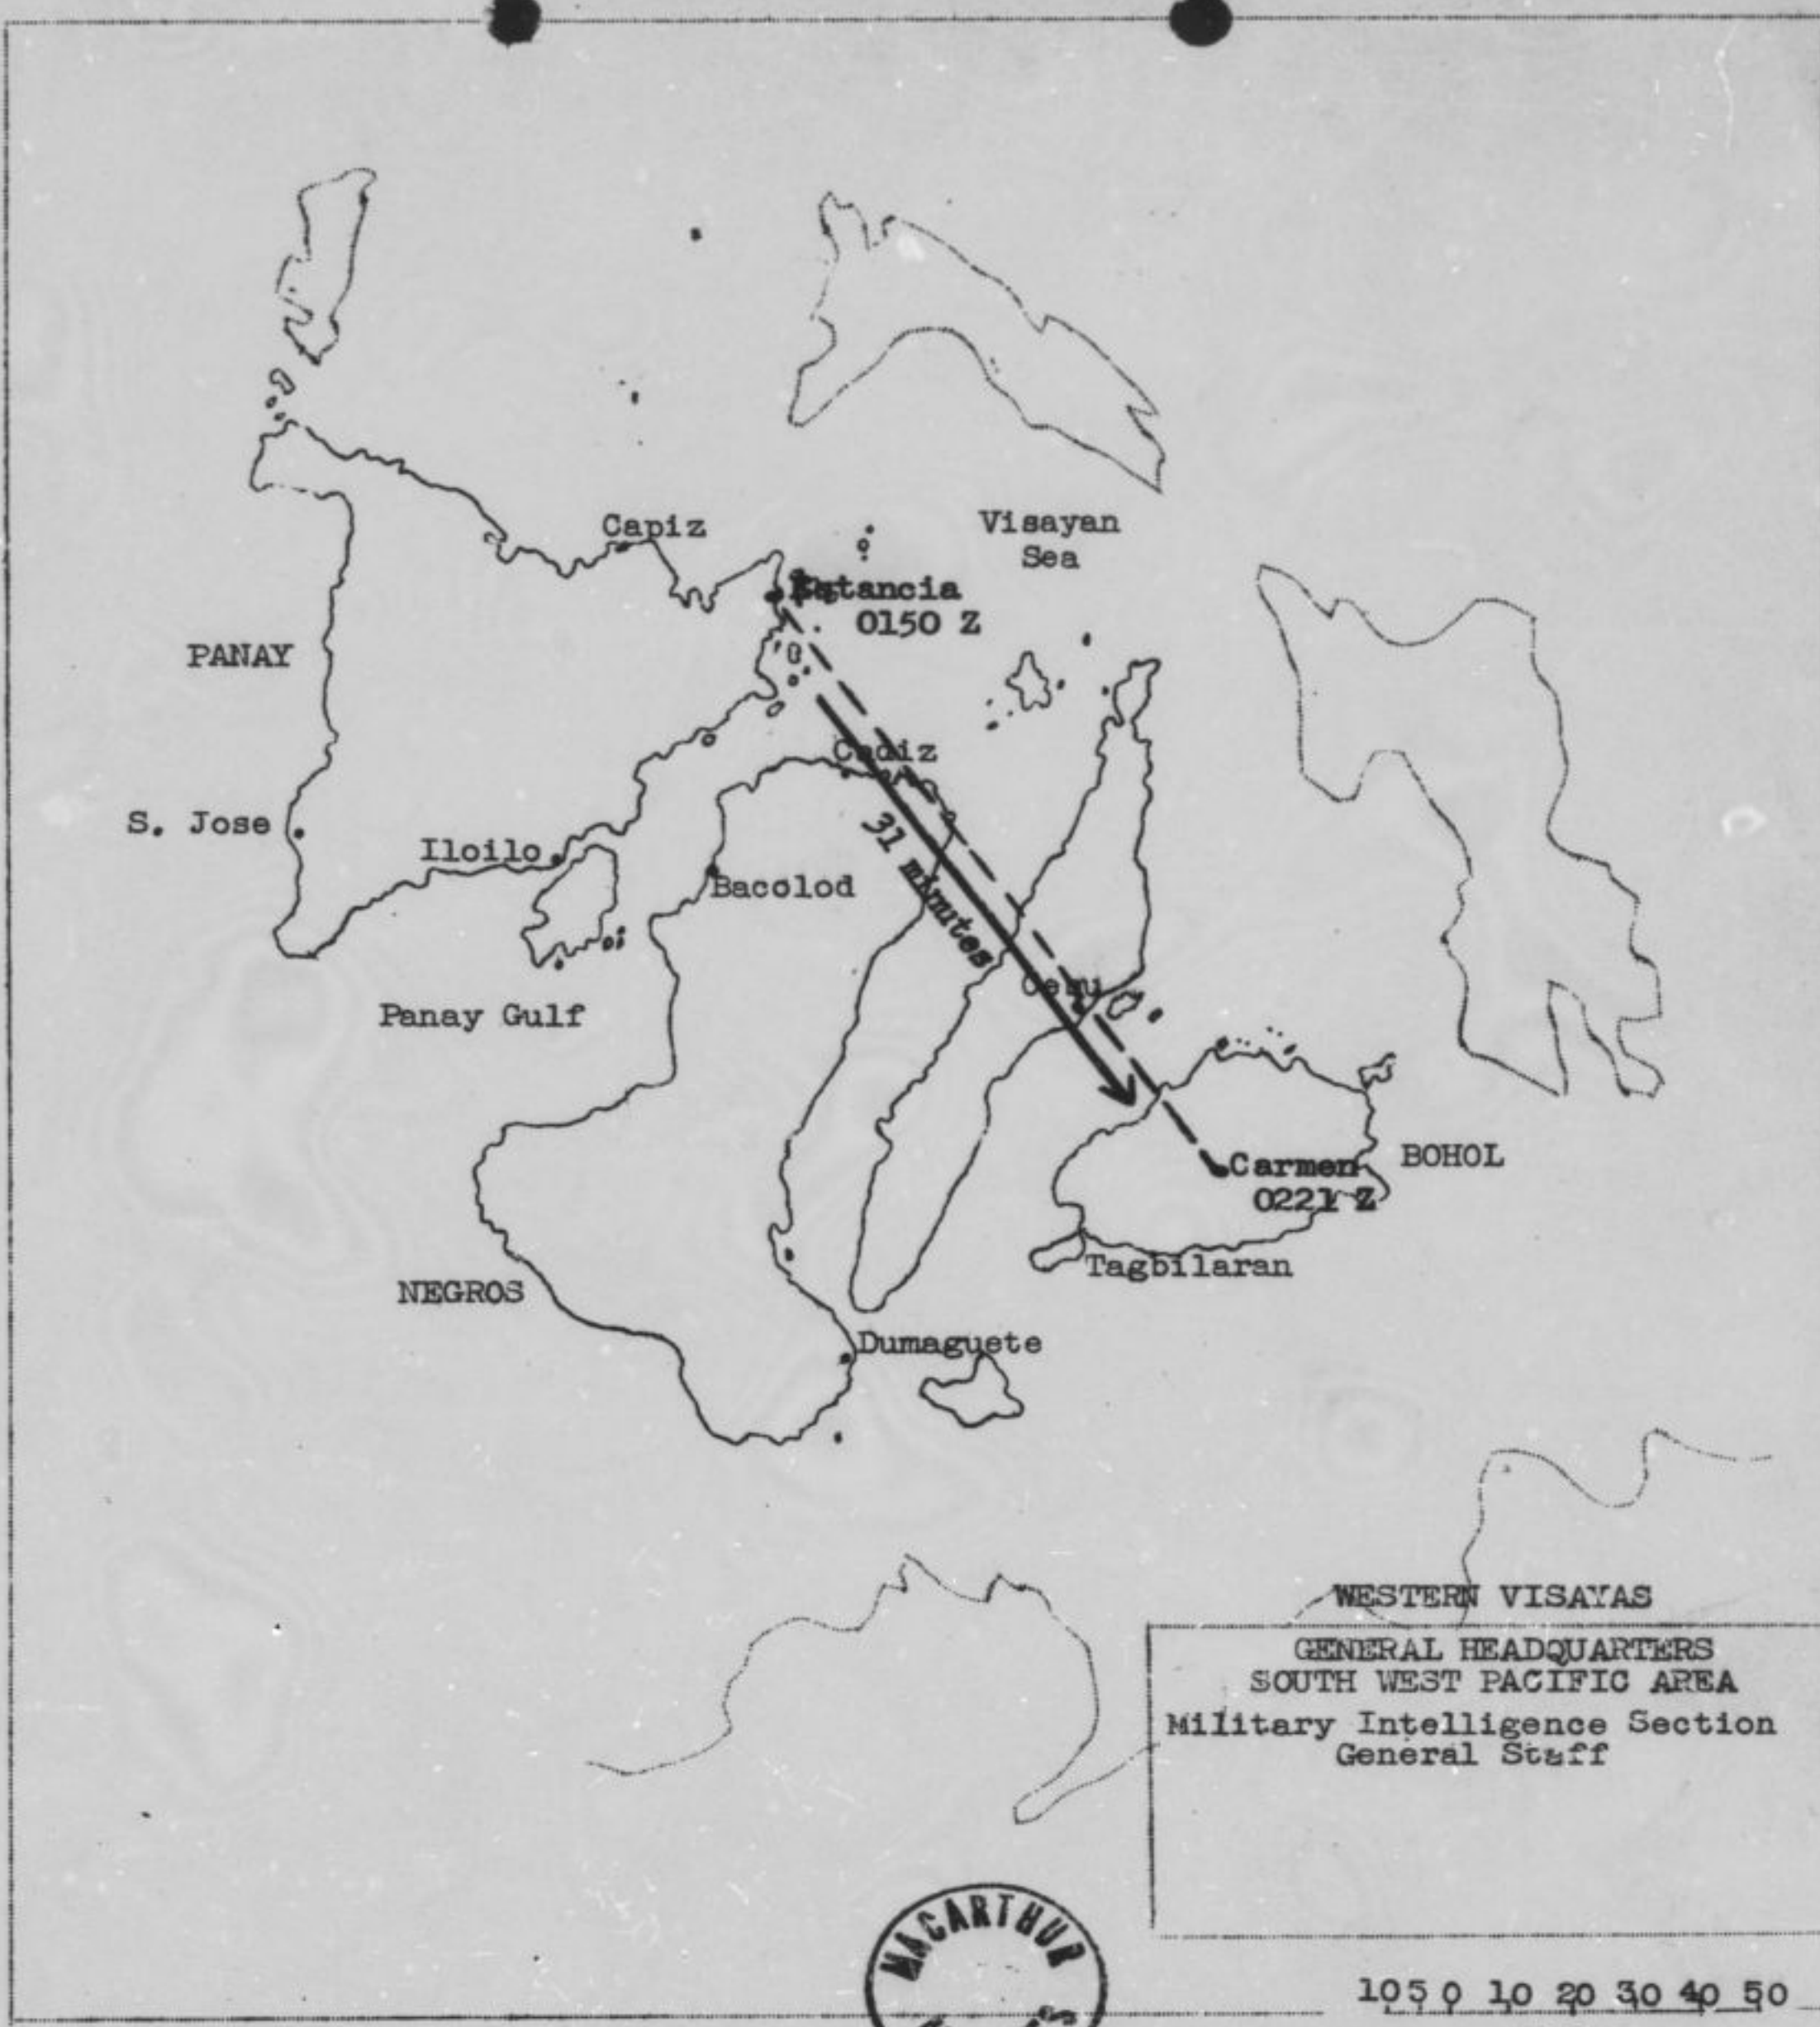 Capiz
Visayan
Sea
Estancia
0150 Z
PANAY
Cadiz
S. Jose
Iloilo
31 minutes
Bacolod
Cebu
Panay Gulf
Carmen
BOHOL
0221 Z
Tagbilaran
NEGROS
Dumaguete
WESTERN VISAYAS
GENERAL HEADQUARTERS
SOUTH WEST PACIFIC AREA
Military Intelligence Section
General Staff
MACARTHUR
10 5 0 10 20 30 40 50